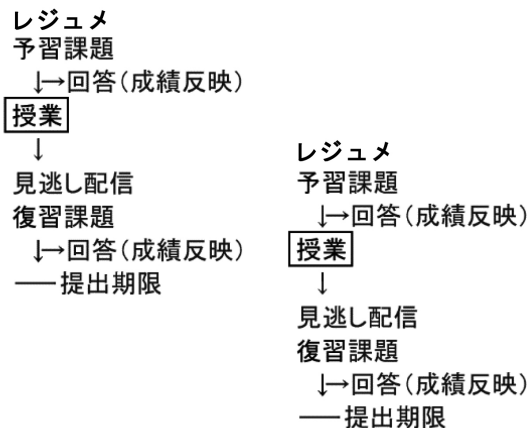 レジュメ
予習課題
↓→回答(成績反映)
授業
↓
見逃し配信
復習課題
↓→回答(成績反映)
──提出期限
レジュメ
予習課題
↓→回答(成績反映)
授業
↓
見逃し配信
復習課題
↓→回答(成績反映)
──提出期限